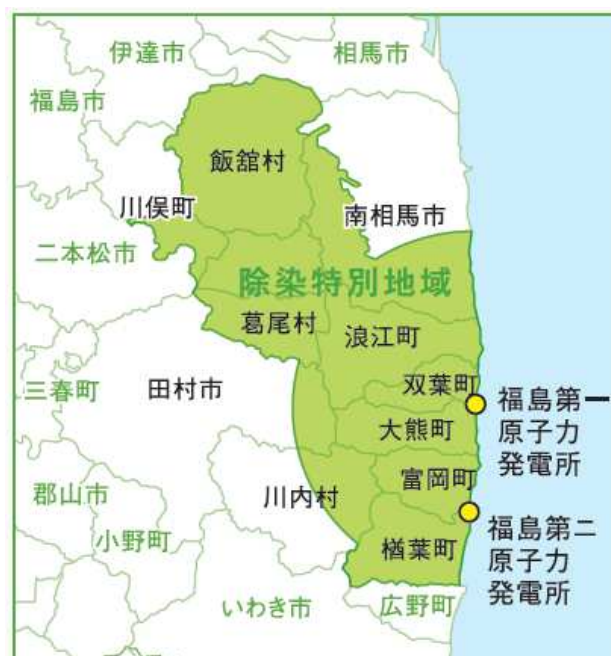 伊達市
相馬市
福島市
飯舘村
川俣町
南相馬市
二本松市
除染特別地域
葛尾村
浪江町
双葉町
三春町
田村市
大熊町
福島第一
原子力
発電所
富岡町
郡山市
川内村
小野町
楢葉町
福島第二
原子力
発電所
いわき市
広野町